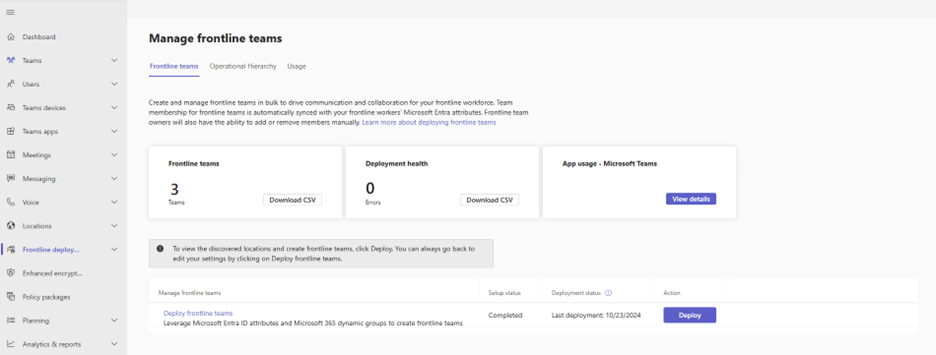 Dashboard
Teams
Users
Teams devices
Teams apps
Meetings
Messaging
Voice
Locations
Frontline deploy...
Enhanced encrypt...
Policy packages
Planning
Analytics & reports
Manage frontline teams
Frontline teams
Operational Hierarchy
Usage
Create and manage frontline teams in bulk to drive communication and collaboration for your frontline workforce. Team
membership for frontline teams is automatically synced with your frontline workers' Microsoft Entra attributes. Frontline team
owners will also have the ability to add or remove members manually. Learn more about deploying frontline teams
Frontline teams
3
Teams
Download CSV
Deployment health
0
Errors
Download CSV
App usage - Microsoft Teams
View details
To view the discovered locations and create frontline teams, click Deploy. You can always go back to
edit your settings by clicking on Deploy frontline teams.
Manage frontline teams
Setup status
Deployment status
Action
Deploy frontline teams
Leverage Microsoft Entra ID attributes and Microsoft 365 dynamic groups to create frontline teams
Completed
Last deployment: 10/23/2024
Deploy